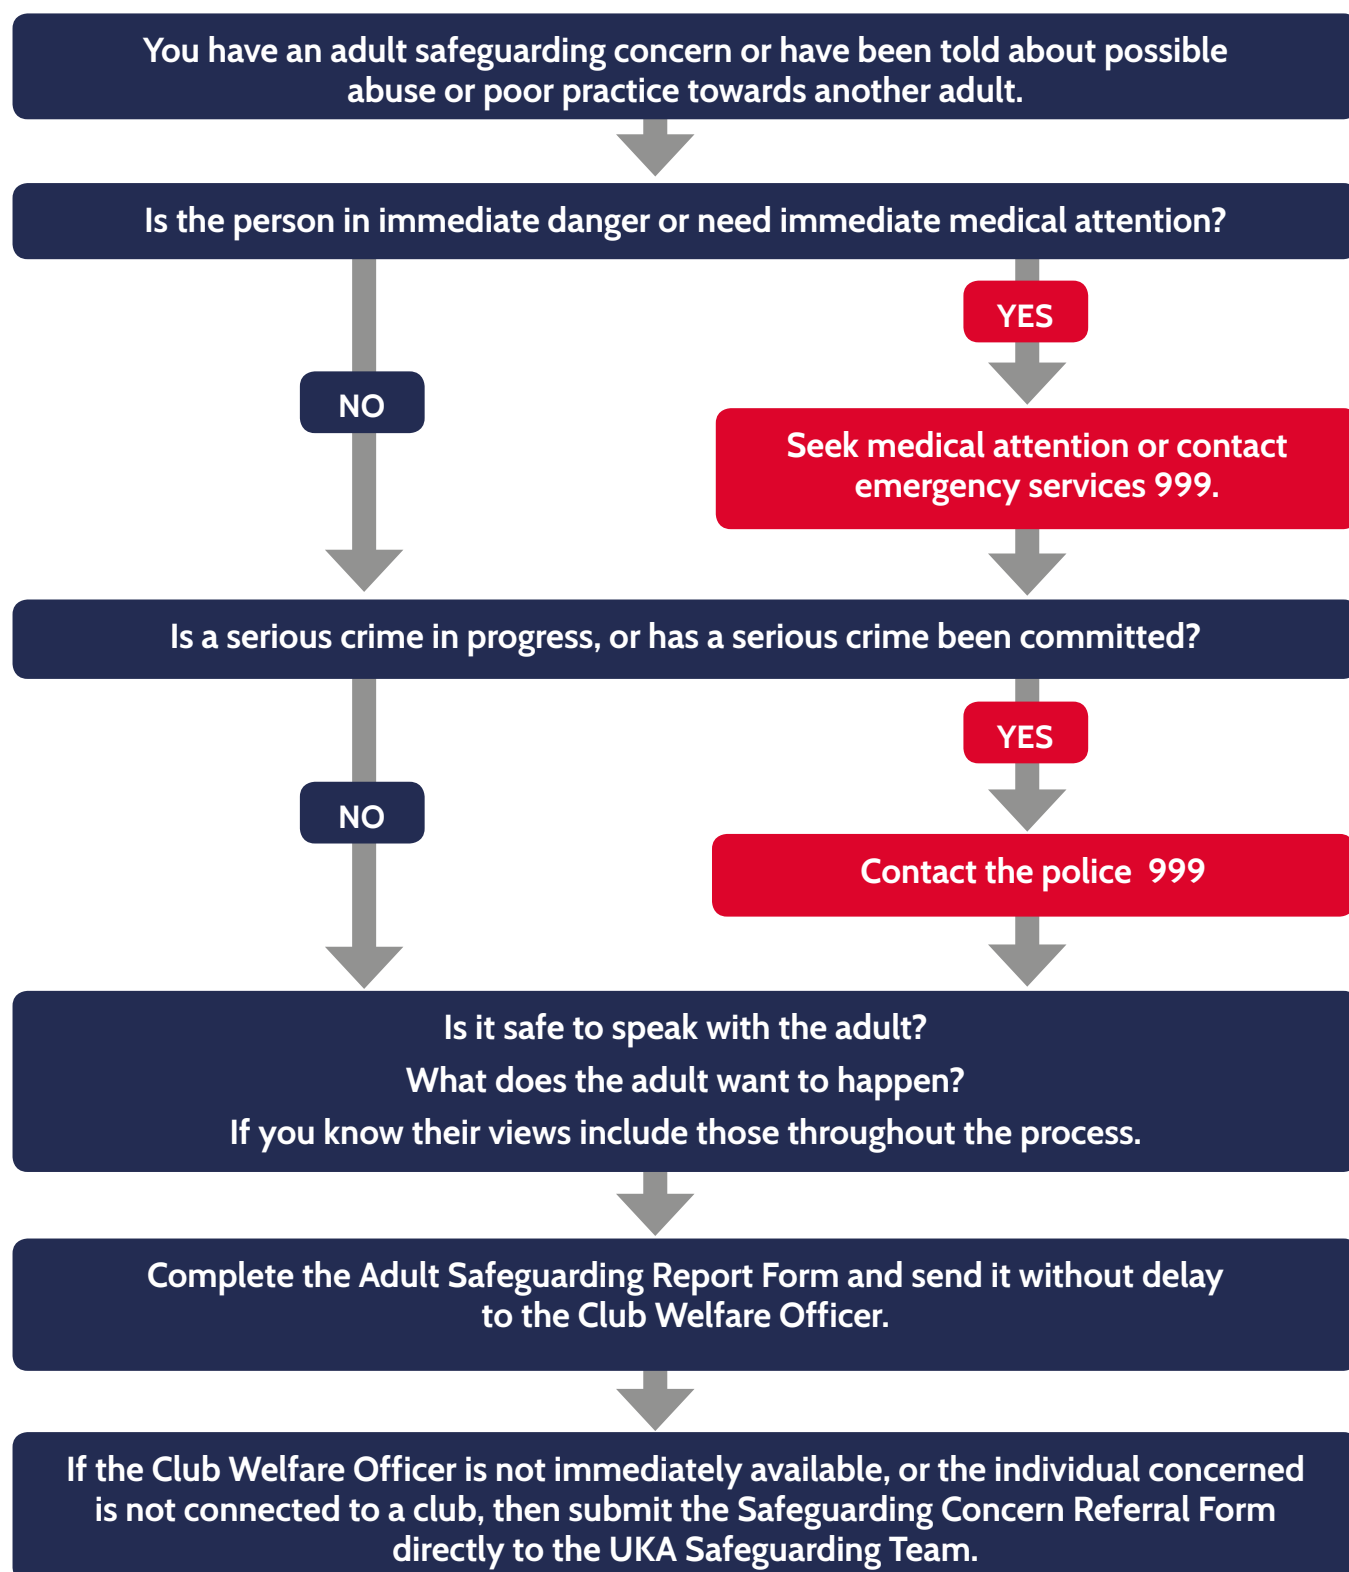 You have an adult safeguarding concern or have been told about possible
abuse or poor practice towards another adult.
Is the person in immediate danger or need immediate medical attention?
YES
NO
Seek medical attention or contact
emergency services 999.
Is a serious crime in progress, or has a serious crime been committed?
YES
NO
Contact the police 999
Is it safe to speak with the adult?
What does the adult want to happen?
If you know their views include those throughout the process.
Complete the Adult Safeguarding Report Form and send it without delay
to the Club Welfare Officer.
If the Club Welfare Officer is not immediately available, or the individual concerned
is not connected to a club, then submit the Safeguarding Concern Referral Form
directly to the UKA Safeguarding Team.